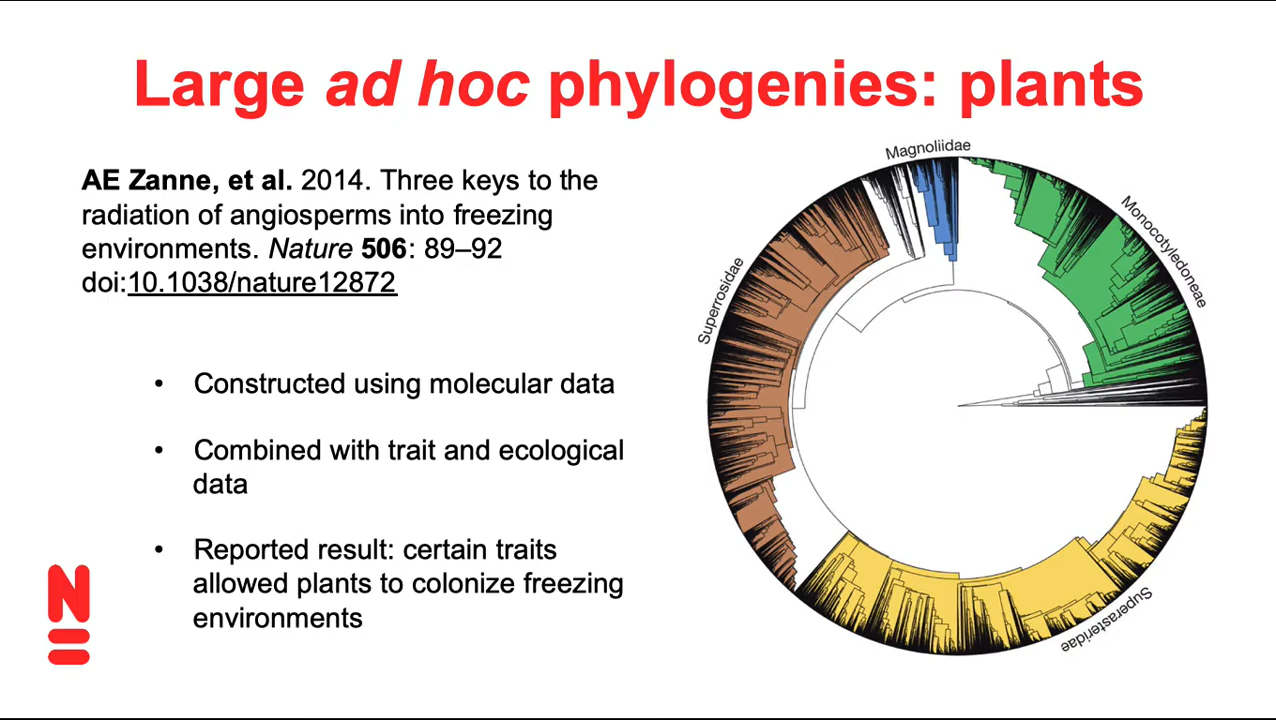 Large ad hoc phylogenies: plants
AE Zanne, et al. 2014. Three keys to the
radiation of angiosperms into freezing
environments. Nature 506: 89–92
doi:10.1038/nature12872
• Constructed using molecular data
• Combined with trait and ecological
data
• Reported result: certain traits
allowed plants to colonize freezing
environments
Magnoliidae
Monocotyledoneae
Superrosidae
Superasteridae
N